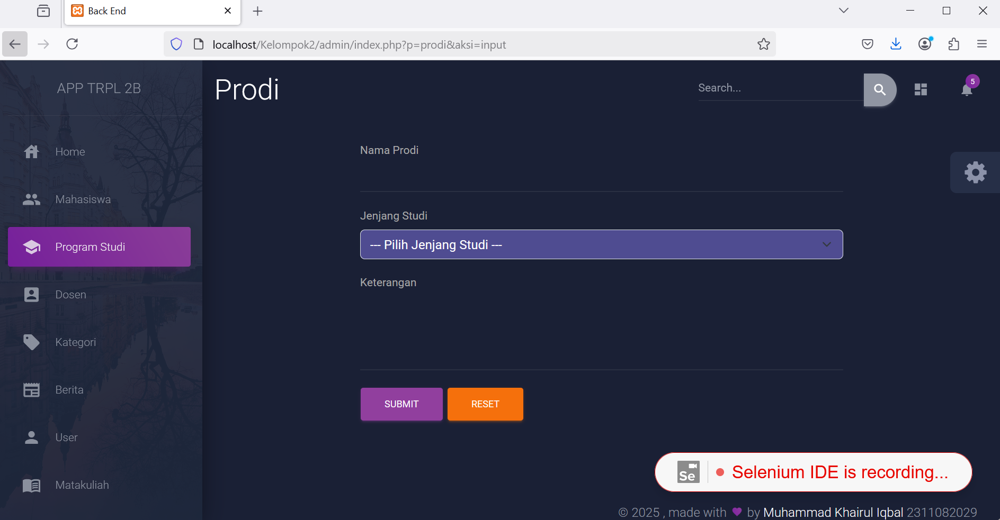 Back End
localhost/Kelompok2/admin/index.php?p=prodi&aksi=input
APP TRPL 2B
Prodi
Search...
5
Home
Mahasiswa
Program Studi
Dosen
Kategori
Berita
User
Matakuliah
Nama Prodi
Jenjang Studi
--- Pilih Jenjang Studi ---
Keterangan
SUBMIT
RESET
Se
Selenium IDE is recording...
© 2025 , made with ♥ by Muhammad Khairul Iqbal 2311082029